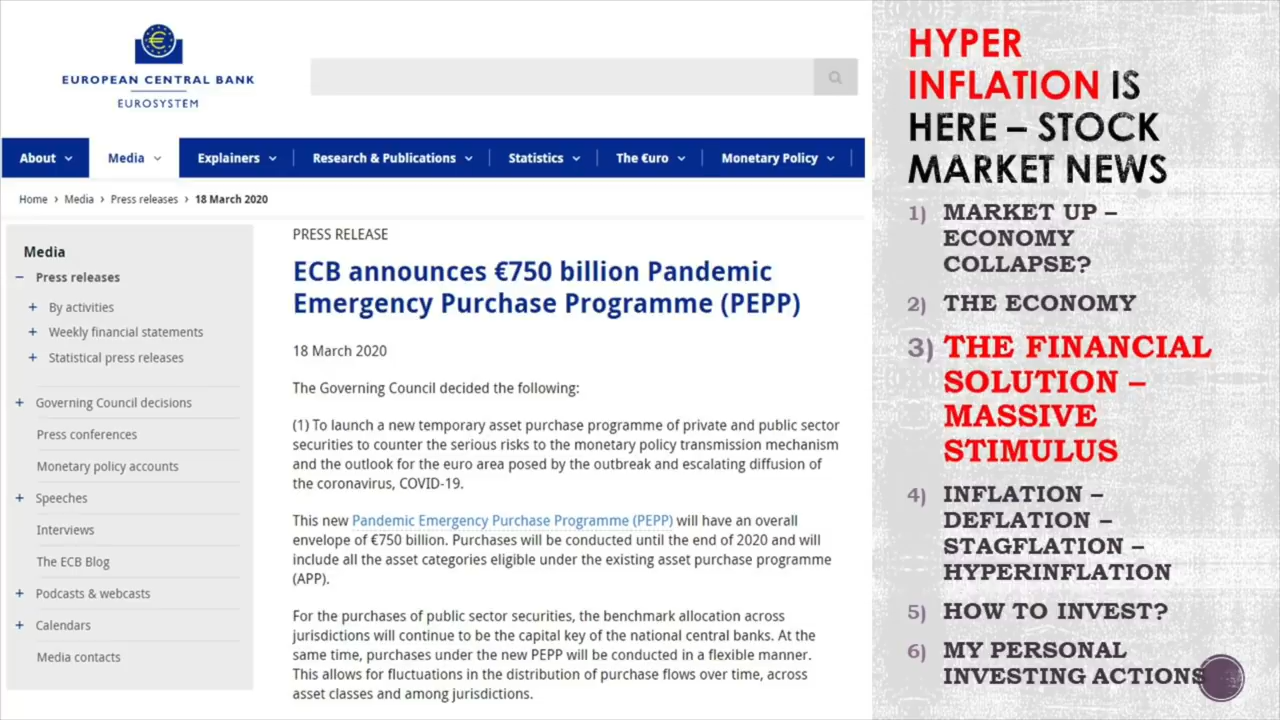 EUROPEAN CENTRAL BANK
EUROSYSTEM
About
Media
Explainers
Research & Publications
Statistics
The €uro
Monetary Policy
Home > Media > Press releases > 18 March 2020
Media
− Press releases
+ By activities
+ Weekly financial statements
+ Statistical press releases
+ Governing Council decisions
Press conferences
Monetary policy accounts
+ Speeches
Interviews
The ECB Blog
+ Podcasts & webcasts
+ Calendars
Media contacts
PRESS RELEASE
ECB announces €750 billion Pandemic
Emergency Purchase Programme (PEPP)
18 March 2020
The Governing Council decided the following:
(1) To launch a new temporary asset purchase programme of private and public sector
securities to counter the serious risks to the monetary policy transmission mechanism
and the outlook for the euro area posed by the outbreak and escalating diffusion of
the coronavirus, COVID-19.
This new Pandemic Emergency Purchase Programme (PEPP) will have an overall
envelope of €750 billion. Purchases will be conducted until the end of 2020 and will
include all the asset categories eligible under the existing asset purchase programme
(APP).
For the purchases of public sector securities, the benchmark allocation across
jurisdictions will continue to be the capital key of the national central banks. At the
same time, purchases under the new PEPP will be conducted in a flexible manner.
This allows for fluctuations in the distribution of purchase flows over time, across
asset classes and among jurisdictions.
HYPER
INFLATION IS
HERE – STOCK
MARKET NEWS
1) MARKET UP –
ECONOMY
COLLAPSE?
2) THE ECONOMY
3) THE FINANCIAL
SOLUTION –
MASSIVE
STIMULUS
4) INFLATION –
DEFLATION –
STAGFLATION –
HYPERINFLATION
5) HOW TO INVEST?
6) MY PERSONAL
INVESTING ACTIONS